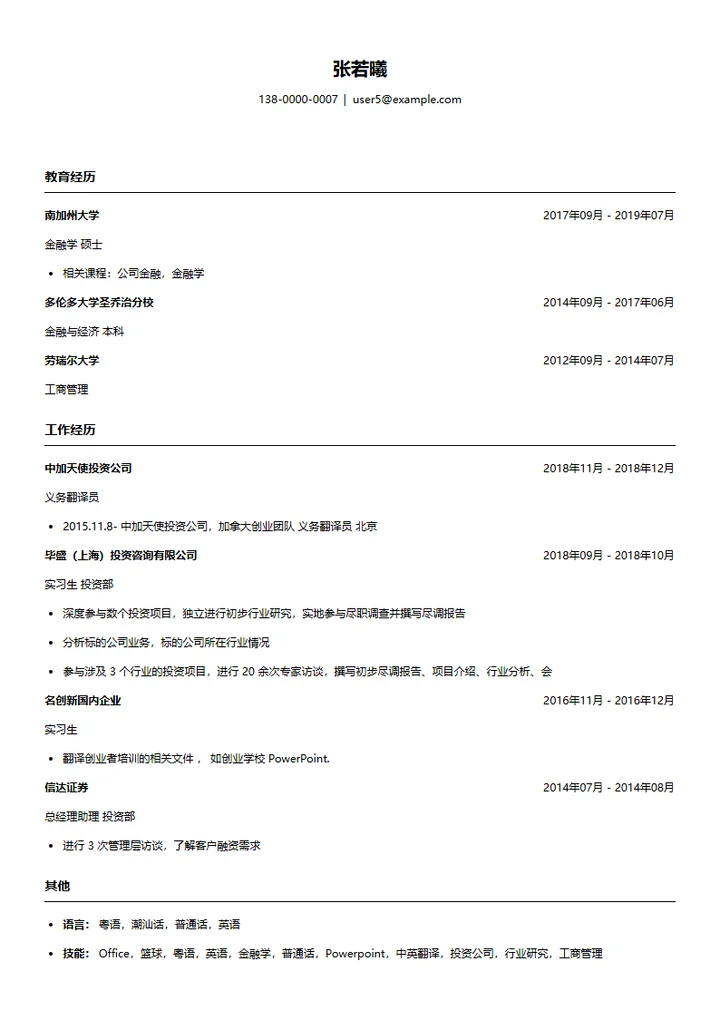 张若曦
138-0000-0007 | user5@example.com
教育经历
南加州大学 2017年09月 - 2019年07月
金融学 硕士
• 相关课程：公司金融，金融学
多伦多大学圣乔治分校 2014年09月 - 2017年06月
金融与经济 本科
劳瑞尔大学 2012年09月 - 2014年07月
工商管理
工作经历
中加天使投资公司 2018年11月 - 2018年12月
义务翻译员
• 2015.11.8- 中加天使投资公司，加拿大创业团队 义务翻译员 北京
毕盛（上海）投资咨询有限公司 2018年09月 - 2018年10月
实习生 投资部
• 深度参与数个投资项目，独立进行初步行业研究，实地参与尽职调查并撰写尽调报告
• 分析标的公司业务，标的公司所在行业情况
• 参与涉及 3 个行业的投资项目，进行 20 余次专家访谈，撰写初步尽调报告、项目介绍、行业分析、会
名创新国内企业 2016年11月 - 2016年12月
实习生
• 翻译创业者培训的相关文件 ， 如创业学校 PowerPoint.
信达证券 2014年07月 - 2014年08月
总经理助理 投资部
• 进行 3 次管理层访谈，了解客户融资需求
其他
• 语言： 粤语，潮汕话，普通话，英语
• 技能： Office，篮球，粤语，英语，金融学，普通话，Powerpoint，中英翻译，投资公司，行业研究，工商管理